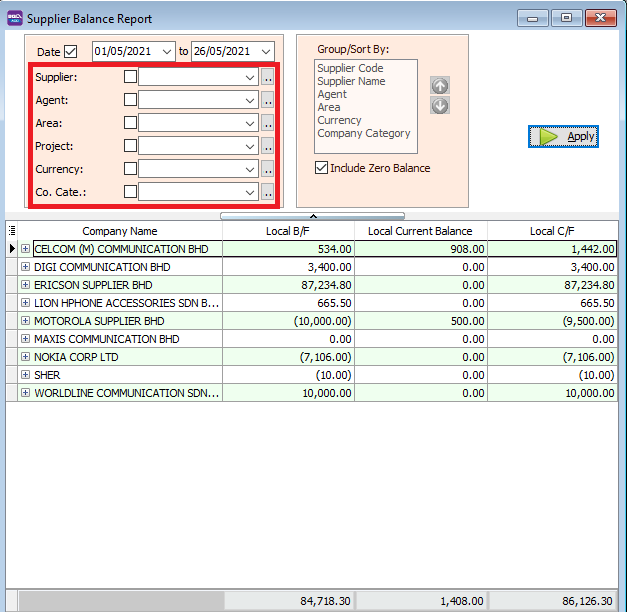 Supplier Balance Report
Date 01/05/2021 to 26/05/2021
Supplier: ..
Agent: ..
Area: ..
Project: ..
Currency: ..
Co. Cate.: ..
Group/Sort By:
Supplier Code
Supplier Name
Agent
Area
Currency
Company Category
Include Zero Balance
Apply
Company Name Local B/F Local Current Balance Local C/F
CELCOM (M) COMMUNICATION BHD 534.00 908.00 1,442.00
DIGI COMMUNICATION BHD 3,400.00 0.00 3,400.00
ERICSON SUPPLIER BHD 87,234.80 0.00 87,234.80
LION HPHONE ACCESSORIES SDN B... 665.50 0.00 665.50
MOTOROLA SUPPLIER BHD (10,000.00) 500.00 (9,500.00)
MAXIS COMMUNICATION BHD 0.00 0.00 0.00
NOKIA CORP LTD (7,106.00) 0.00 (7,106.00)
SHER (10.00) 0.00 (10.00)
WORLDLINE COMMUNICATION SDN... 10,000.00 0.00 10,000.00
84,718.30 1,408.00 86,126.30